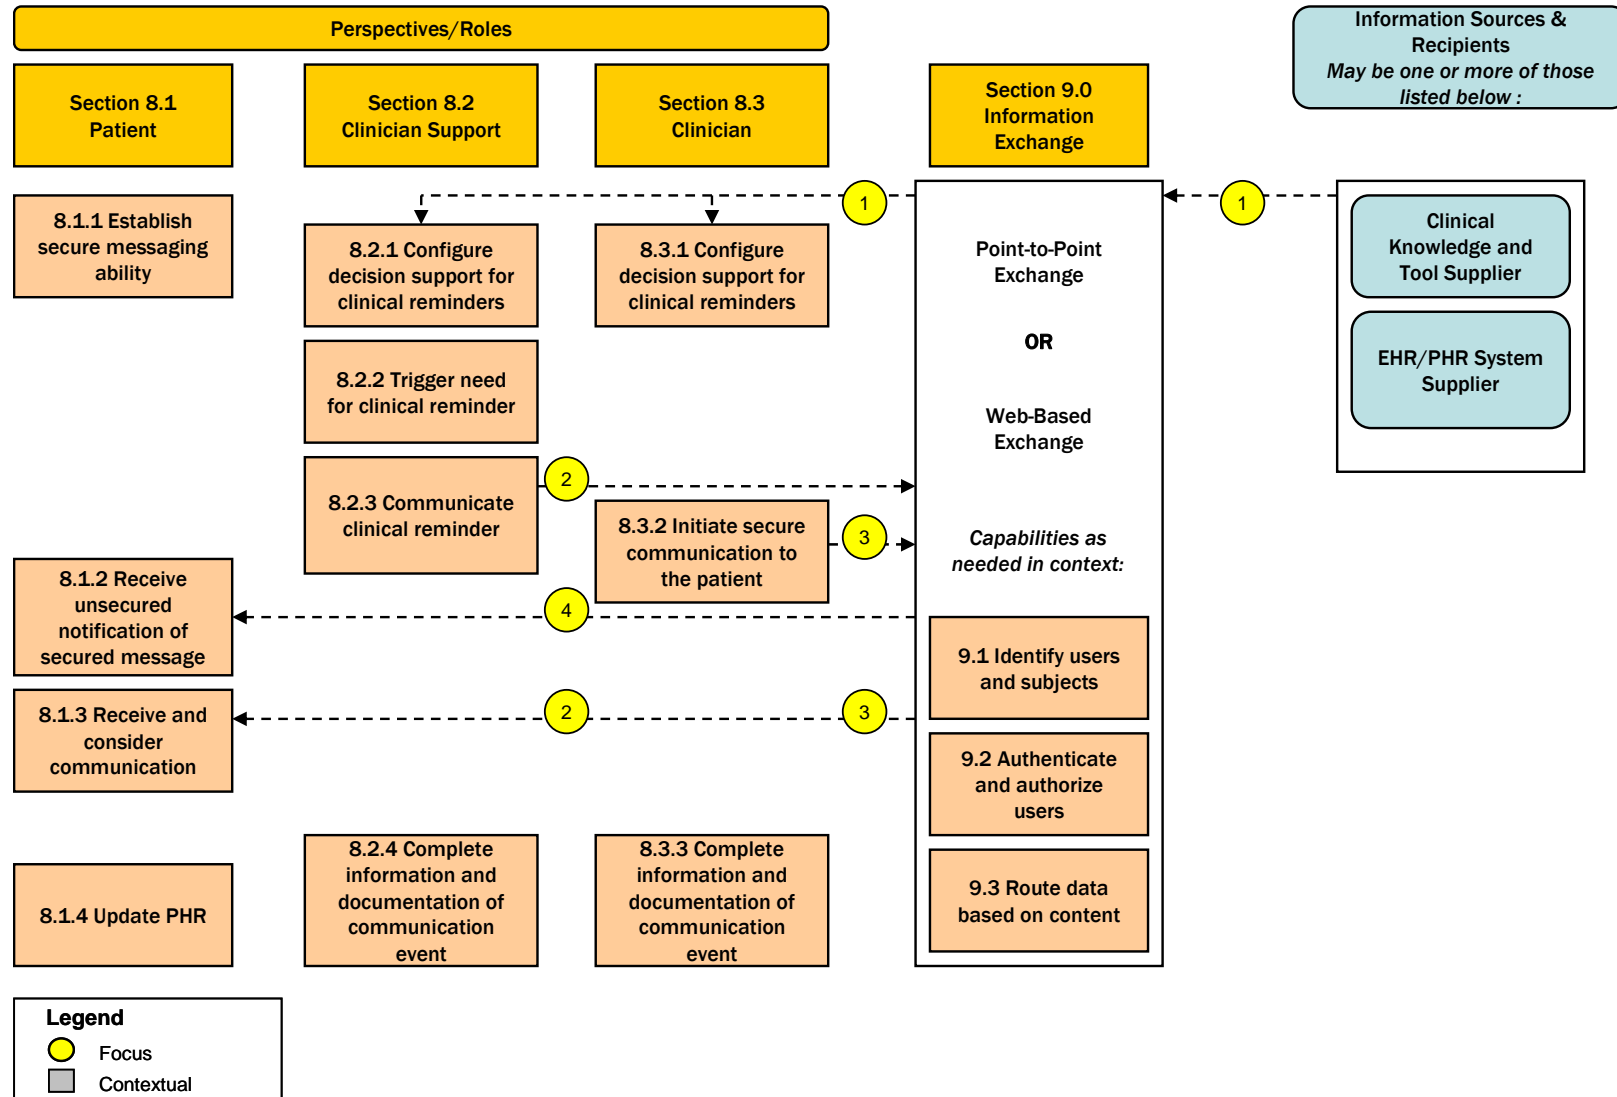 Perspectives/Roles
Information Sources &
Recipients
May be one or more of those
listed below :
Section 8.1
Patient
Section 8.2
Clinician Support
Section 8.3
Clinician
Section 9.0
Information
Exchange
8.1.1 Establish
secure messaging
ability
8.2.1 Configure
decision support for
clinical reminders
8.3.1 Configure
decision support for
clinical reminders
1
1
Point-to-Point
Exchange
OR
Web-Based
Exchange
Clinical
Knowledge and
Tool Supplier
EHR/PHR System
Supplier
8.2.2 Trigger need
for clinical reminder
8.2.3 Communicate
clinical reminder
2
8.3.2 Initiate secure
communication to
the patient
3
Capabilities as
needed in context:
8.1.2 Receive
unsecured
notification of
secured message
4
9.1 Identify users
and subjects
8.1.3 Receive and
consider
communication
2
3
9.2 Authenticate
and authorize
users
8.1.4 Update PHR
8.2.4 Complete
information and
documentation of
communication
event
8.3.3 Complete
information and
documentation of
communication
event
9.3 Route data
based on content
Legend
Focus
Contextual